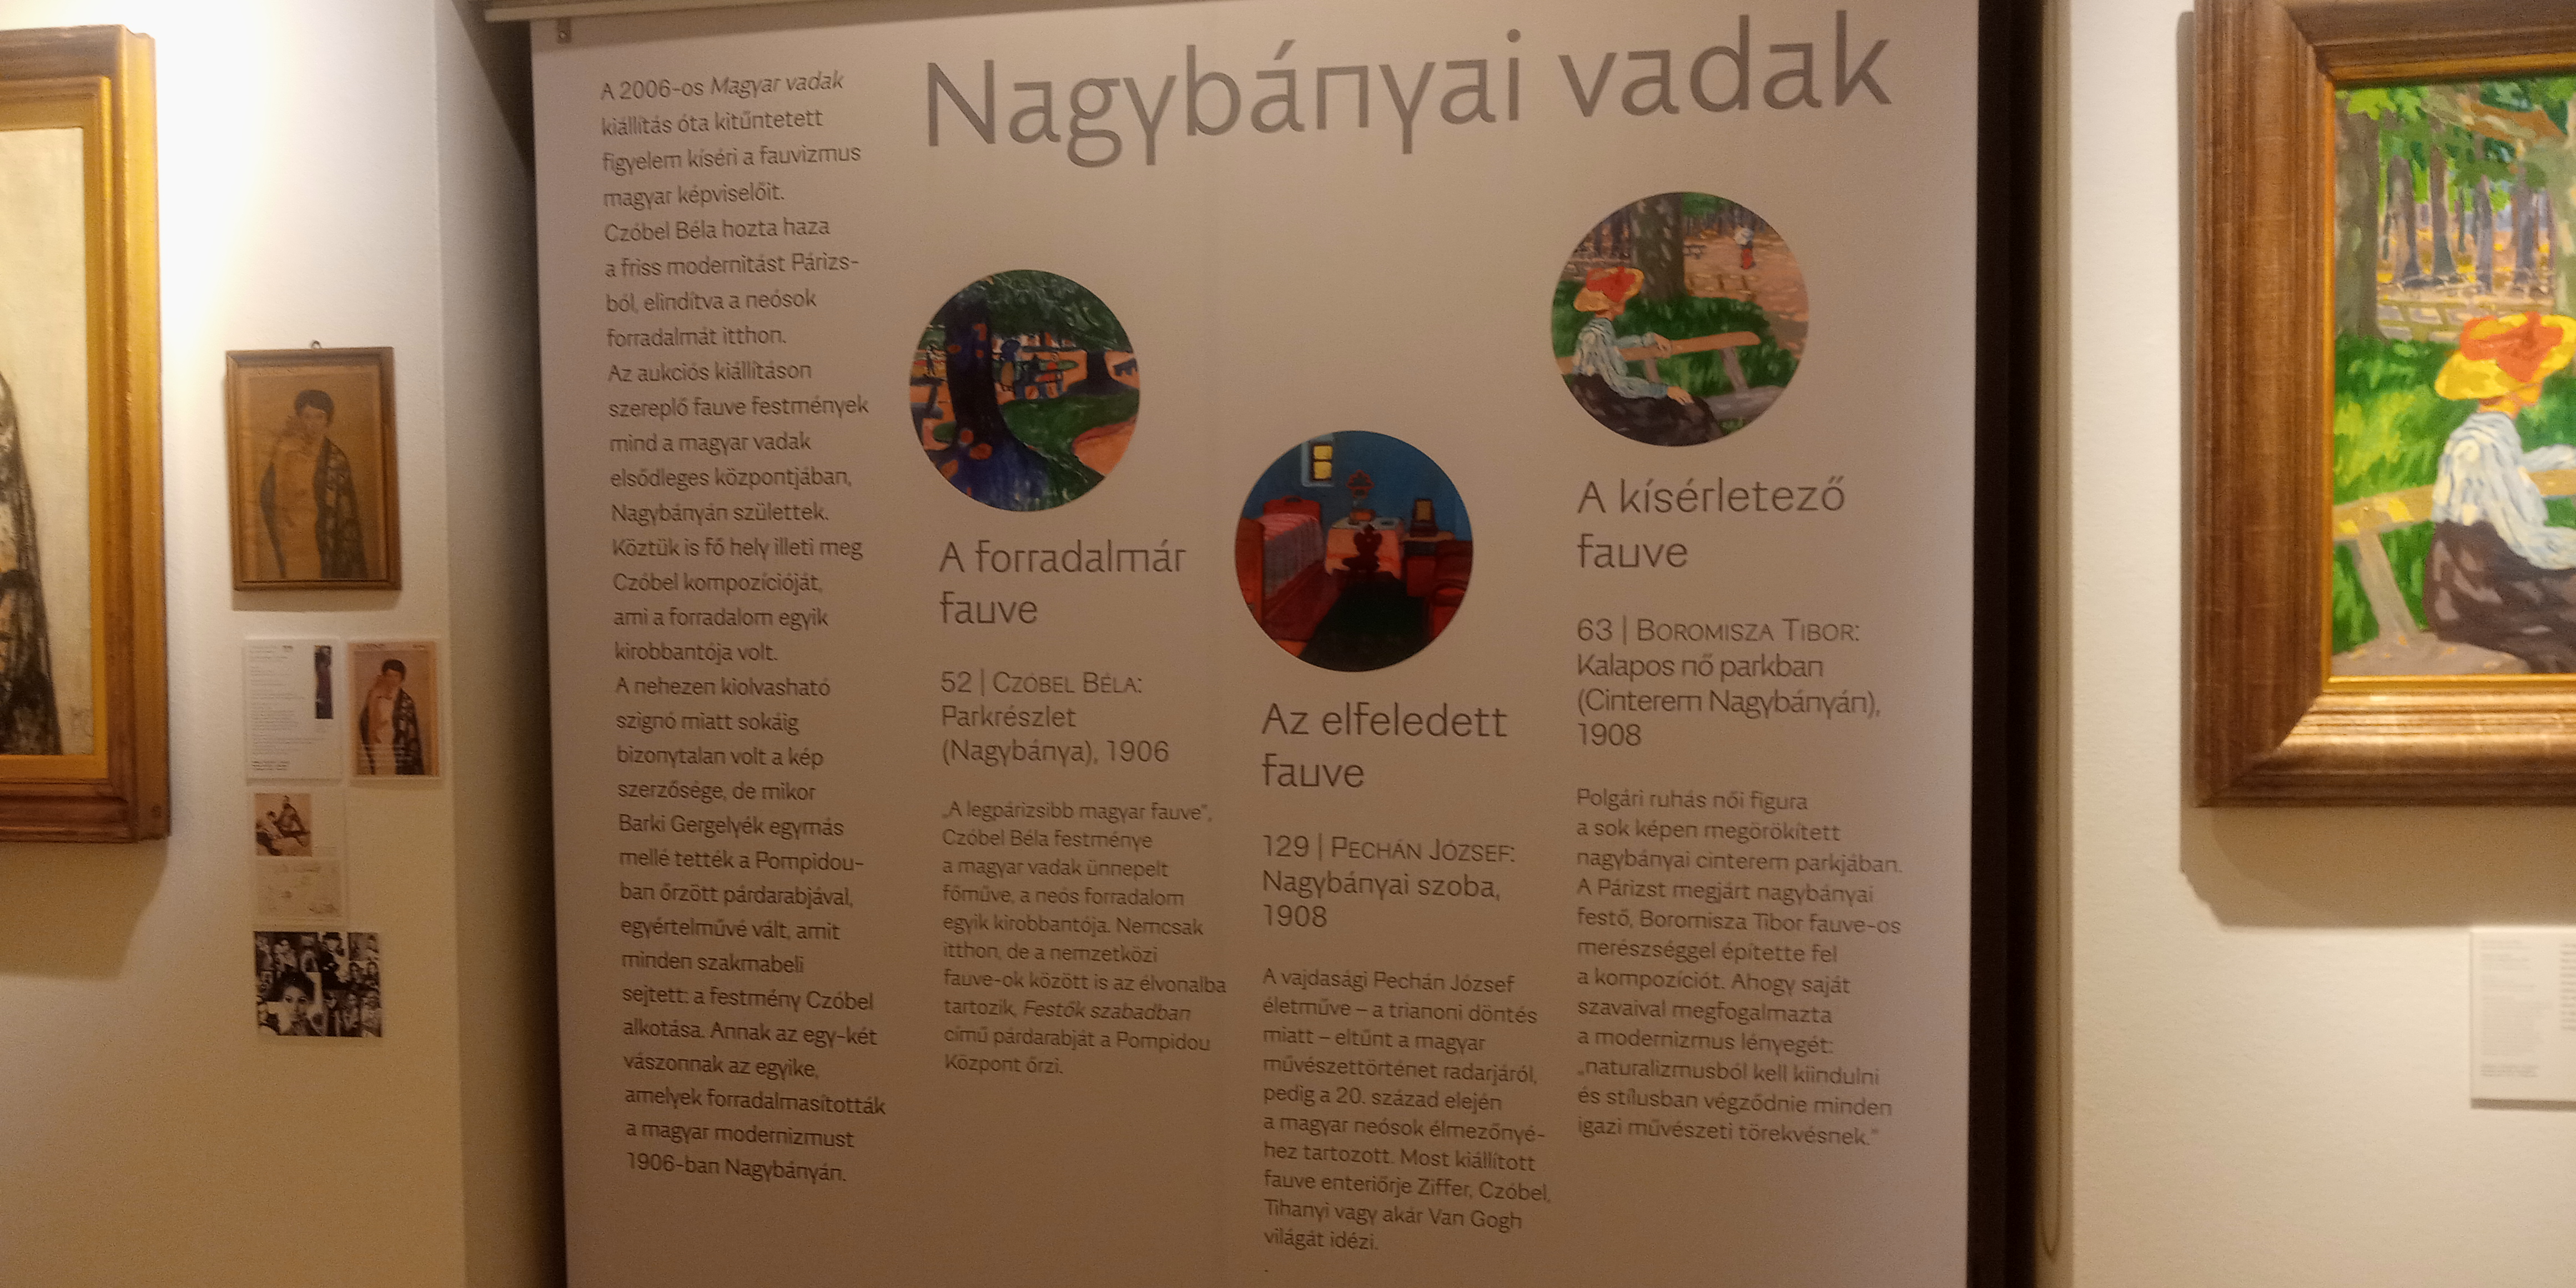 Nagybányai vadak
A 2006-os Magyar vadak
kiállítás óta kitűntetett
figyelem kíséri a fauvizmus
magyar képviselőit.
Czóbel Béla hozta haza
a friss modernitást Párizs-
ból, elindítva a neósok
forradalmát itthon.
Az aukciós kiállításon
szereplő fauve festmények
mind a magyar vadak
elsődleges központjában,
Nagybányán születtek.
Köztük is fő hely illeti meg
Czóbel kompozícióját,
ami a forradalom egyik
kirobbantója volt.
A nehezen kiolvasható
szignó miatt sokáig
bizonytalan volt a kép
szerzősége, de mikor
Barki Gergelyék egymás
mellé tették a Pompidou-
ban őrzött párdarabjával,
egyértelművé vált, amit
minden szakmabeli
sejtett: a festmény Czóbel
alkotása. Annak az egy-két
vászonnak az egyike,
amelyek forradalmasították
a magyar modernizmust
1906-ban Nagybányán.
A forradalmár
fauve
52 | CZÓBEL BÉLA:
Parkrészlet
(Nagybánya), 1906
„A legpárizsibb magyar fauve”,
Czóbel Béla festménye
a magyar vadak ünnepelt
főműve, a neós forradalom
egyik kirobbantója. Nemcsak
itthon, de a nemzetközi
fauve-ok között is az élvonalba
tartozik, Festők szabadban
című párdarabját a Pompidou
Központ őrzi.
Az elfeledett
fauve
129 | PECHÁN JÓZSEF:
Nagybányai szoba,
1908
A vajdasági Pechán József
életműve – a trianoni döntés
miatt – eltűnt a magyar
művészettörténet radarjáról,
pedig a 20. század elején
a magyar neósok élmezőnyé-
hez tartozott. Most kiállított
fauve enteriőrje Ziffer, Czóbel,
Tihanyi vagy akár Van Gogh
világát idézi.
A kísérletező
fauve
63 | BOROMISZA TIBOR:
Kalapos nő parkban
(Cinterem Nagybányán),
1908
Polgári ruhás női figura
a sok képen megörökített
nagybányai cinterem parkjában.
A Párizst megjárt nagybányai
festő, Boromisza Tibor fauve-os
merészséggel építette fel
a kompozíciót. Ahogy saját
szavaival megfogalmazta
a modernizmus lényegét:
„naturalizmusból kell kiindulni
és stílusban végződnie minden
igazi művészeti törekvésnek.”